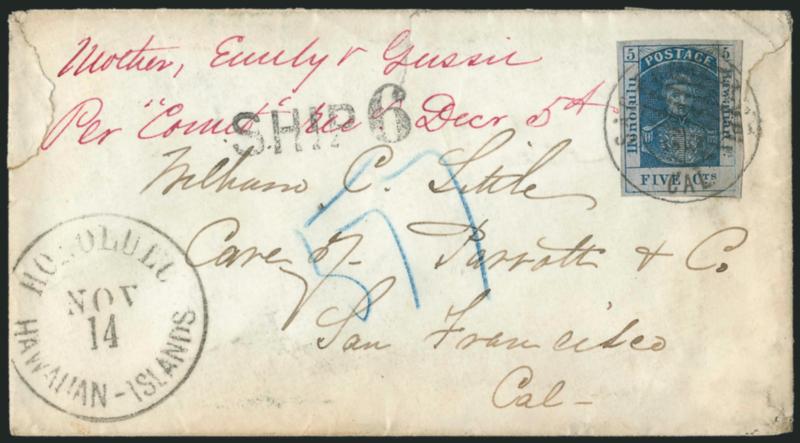 Mother, Emily & Gussie
Per "Comet" rec'd Decr 5th
SHIP 6
5 POSTAGE 5
Honolulu
Hawaiian Is.
FIVE Cts
CAL.
William C. Little
Care of Parrott & Co.
San Francisco
Cal-
HONOLULU
NOV
14
HAWAIIAN-ISLANDS